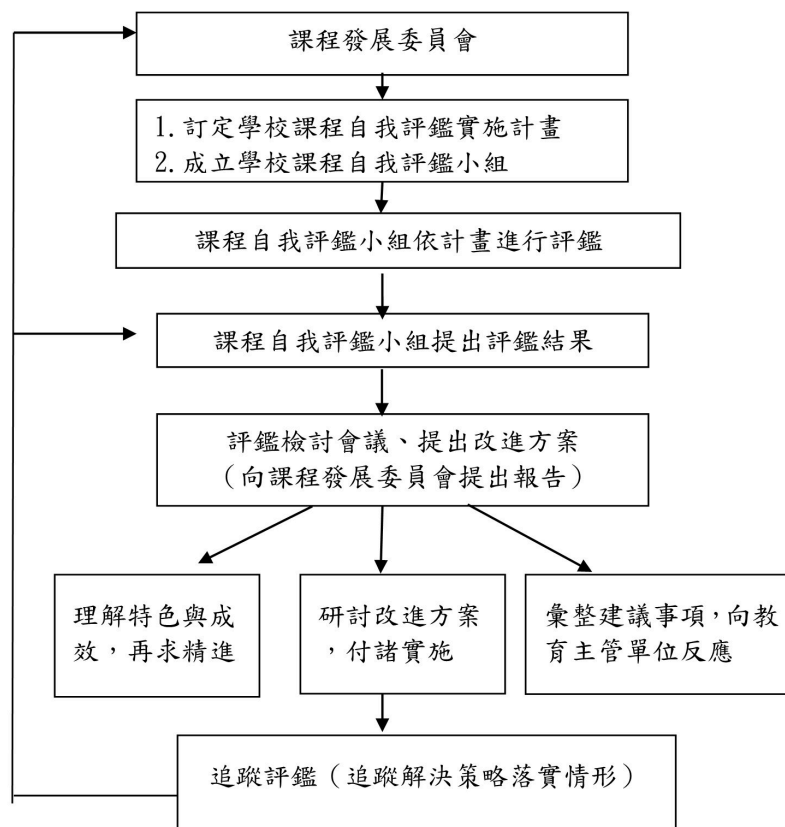 課程發展委員會
1.訂定學校課程自我評鑑實施計畫
2.成立學校課程自我評鑑小組
課程自我評鑑小組依計畫進行評鑑
課程自我評鑑小組提出評鑑結果
評鑑檢討會議、提出改進方案
（向課程發展委員會提出報告）
理解特色與成
效，再求精進
研討改進方案
，付諸實施
彙整建議事項，向教
育主管單位反應
追蹤評鑑（追蹤解決策略落實情形）